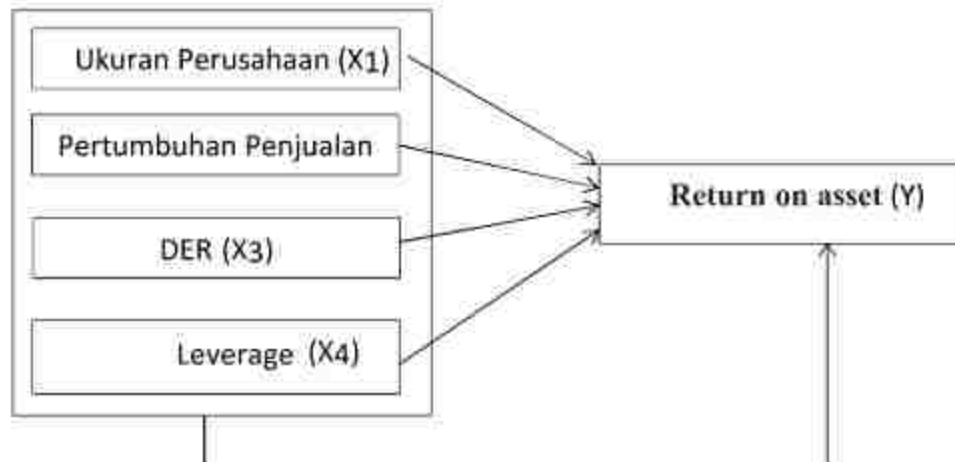 Ukuran Perusahaan (X1)
Pertumbuhan Penjualan
DER (X3)
Leverage (X4)
Return on asset (Y)